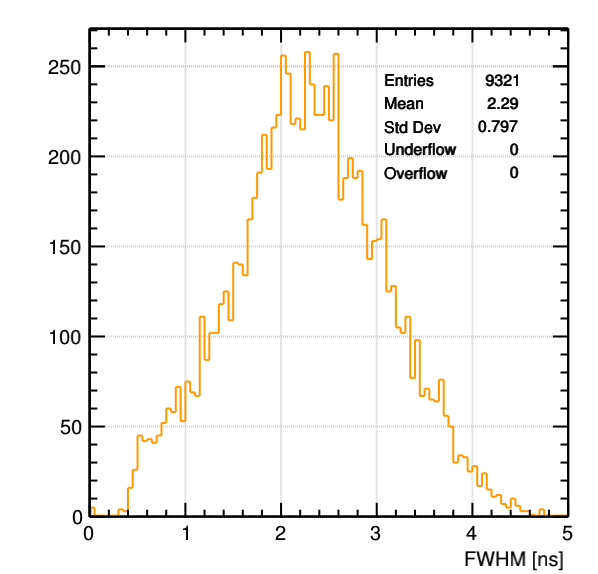 250
Entries 9321
Mean 2.29
Std Dev 0.797
Underflow 0
Overflow 0
200
150
100
50
0
0 1 2 3 4 5
FWHM [ns]